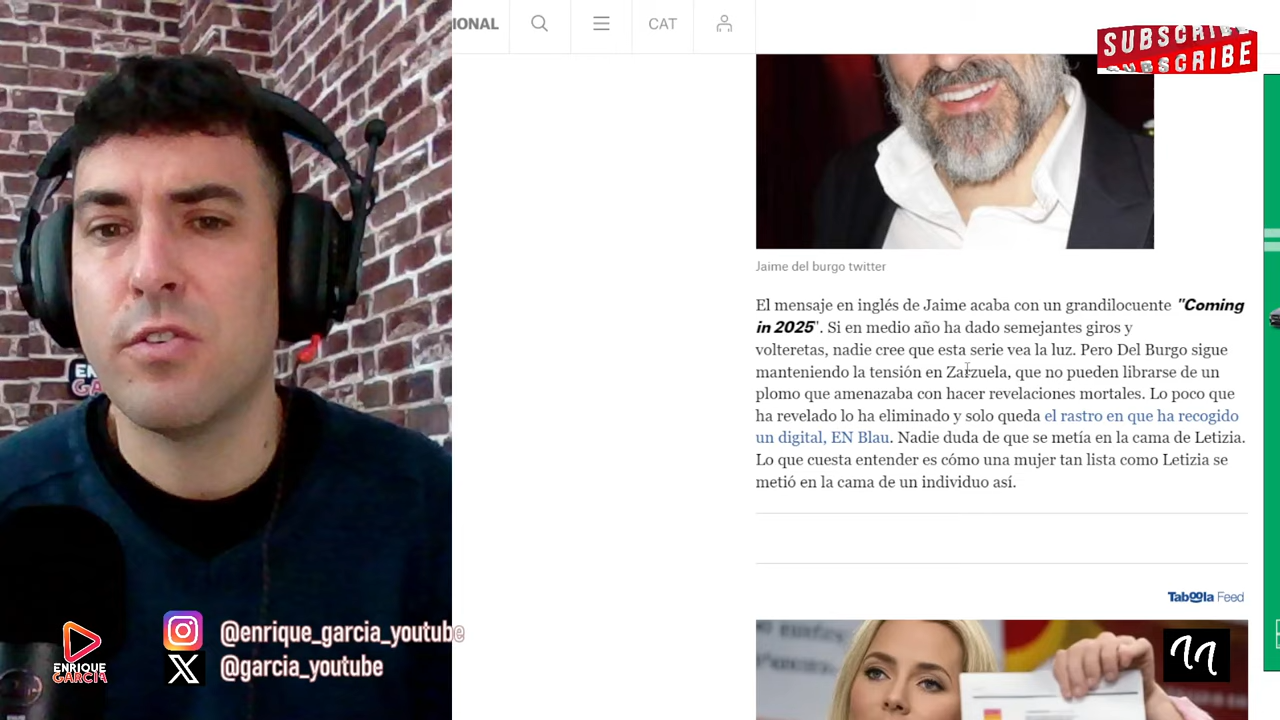 IONAL
CAT
SUBSCRIBE
SUBSCRIBE
Jaime del burgo twitter
El mensaje en inglés de Jaime acaba con un grandilocuente "Coming
in 2025". Si en medio año ha dado semejantes giros y
volteretas, nadie cree que esta serie vea la luz. Pero Del Burgo sigue
manteniendo la tensión en Zarzuela, que no pueden librarse de un
plomo que amenazaba con hacer revelaciones mortales. Lo poco que
ha revelado lo ha eliminado y solo queda el rastro en que ha recogido
un digital, EN Blau. Nadie duda de que se metía en la cama de Letizia.
Lo que cuesta entender es cómo una mujer tan lista como Letizia se
metió en la cama de un individuo así.
Taboola Feed
@enrique_garcia_youtube
@garcia_youtube
ENRIQUE
GARCIA